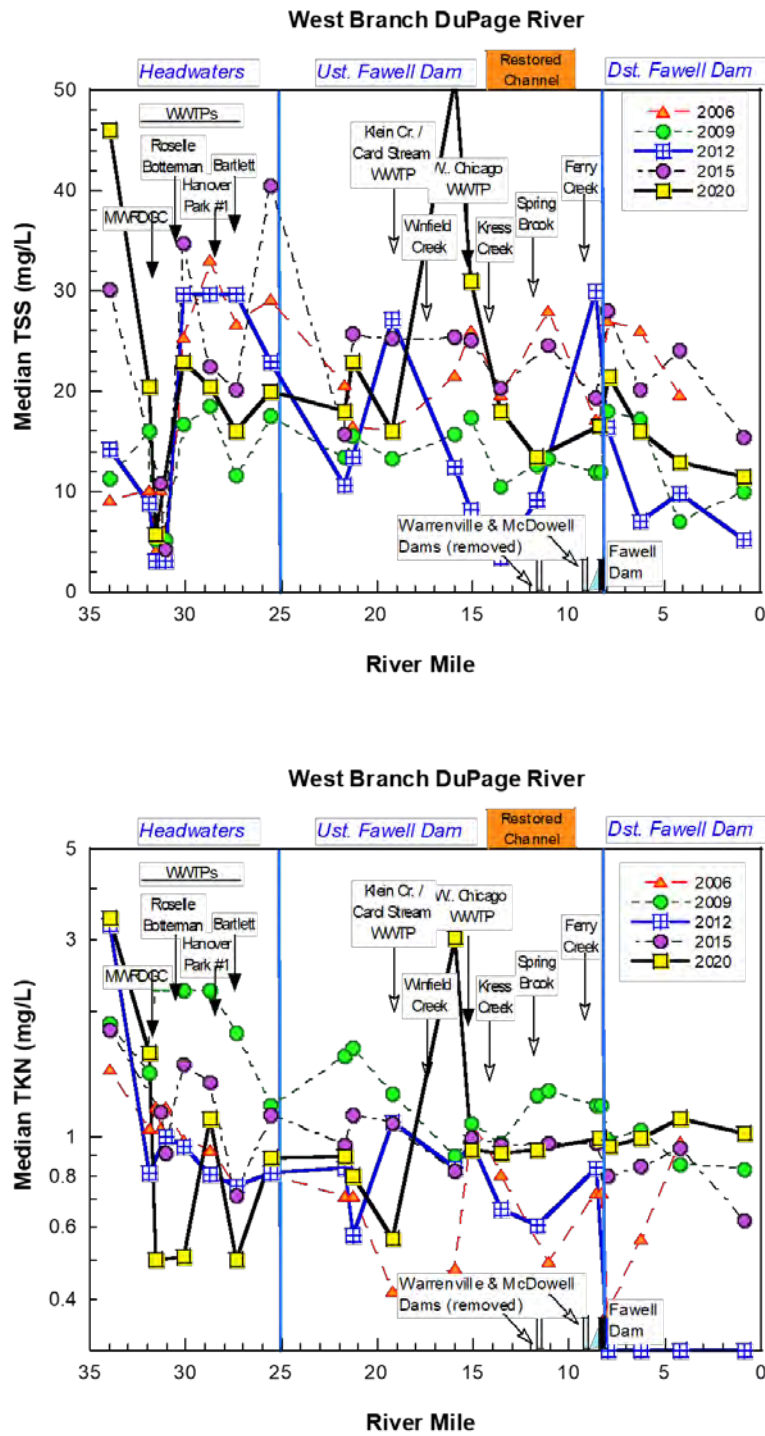 West Branch DuPage River
Headwaters
Ust. Fawell Dam
Restored
Channel
Dst. Fawell Dam
50
40
30
20
10
0
Median TSS (mg/L)
WWTPs
Roselle
Botterman
Bartlett
Hanover
Park #1
MWRDGC
Klein Cr. /
Carol Stream
WWTP
W. Chicago
WWTP
Winfield
Creek
Kress
Creek
Spring
Brook
Ferry
Creek
2006
2009
2012
2015
2020
Warrenville & McDowell
Dams (removed)
Fawell
Dam
35 30 25 20 15 10 5 0
River Mile
West Branch DuPage River
Headwaters
Ust. Fawell Dam
Restored
Channel
Dst. Fawell Dam
5
3
1
0.8
0.6
0.4
Median TKN (mg/L)
WWTPs
Roselle
Botterman
Bartlett
Hanover
Park #1
MWRDGC
Klein Cr. /
Carol Stream
WWTP
W. Chicago
WWTP
Winfield
Creek
Kress
Creek
Spring
Brook
Ferry
Creek
2006
2009
2012
2015
2020
Warrenville & McDowell
Dams (removed)
Fawell
Dam
35 30 25 20 15 10 5 0
River Mile